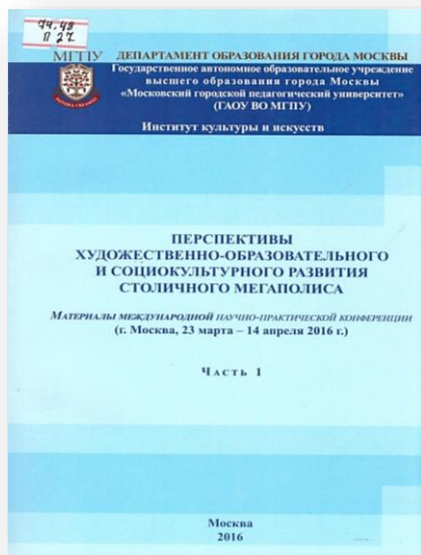 74.48
П 27
МГПУ
ДЕПАРТАМЕНТ ОБРАЗОВАНИЯ ГОРОДА МОСКВЫ
Государственное автономное образовательное учреждение
высшего образования города Москвы
«Московский городской педагогический университет»
(ГАОУ ВО МГПУ)
Институт культуры и искусств
ПЕРСПЕКТИВЫ
ХУДОЖЕСТВЕННО-ОБРАЗОВАТЕЛЬНОГО
И СОЦИОКУЛЬТУРНОГО РАЗВИТИЯ
СТОЛИЧНОГО МЕГАПОЛИСА
МАТЕРИАЛЫ МЕЖДУНАРОДНОЙ НАУЧНО-ПРАКТИЧЕСКОЙ КОНФЕРЕНЦИИ
(г. Москва, 23 марта – 14 апреля 2016 г.)
ЧАСТЬ 1
Москва
2016